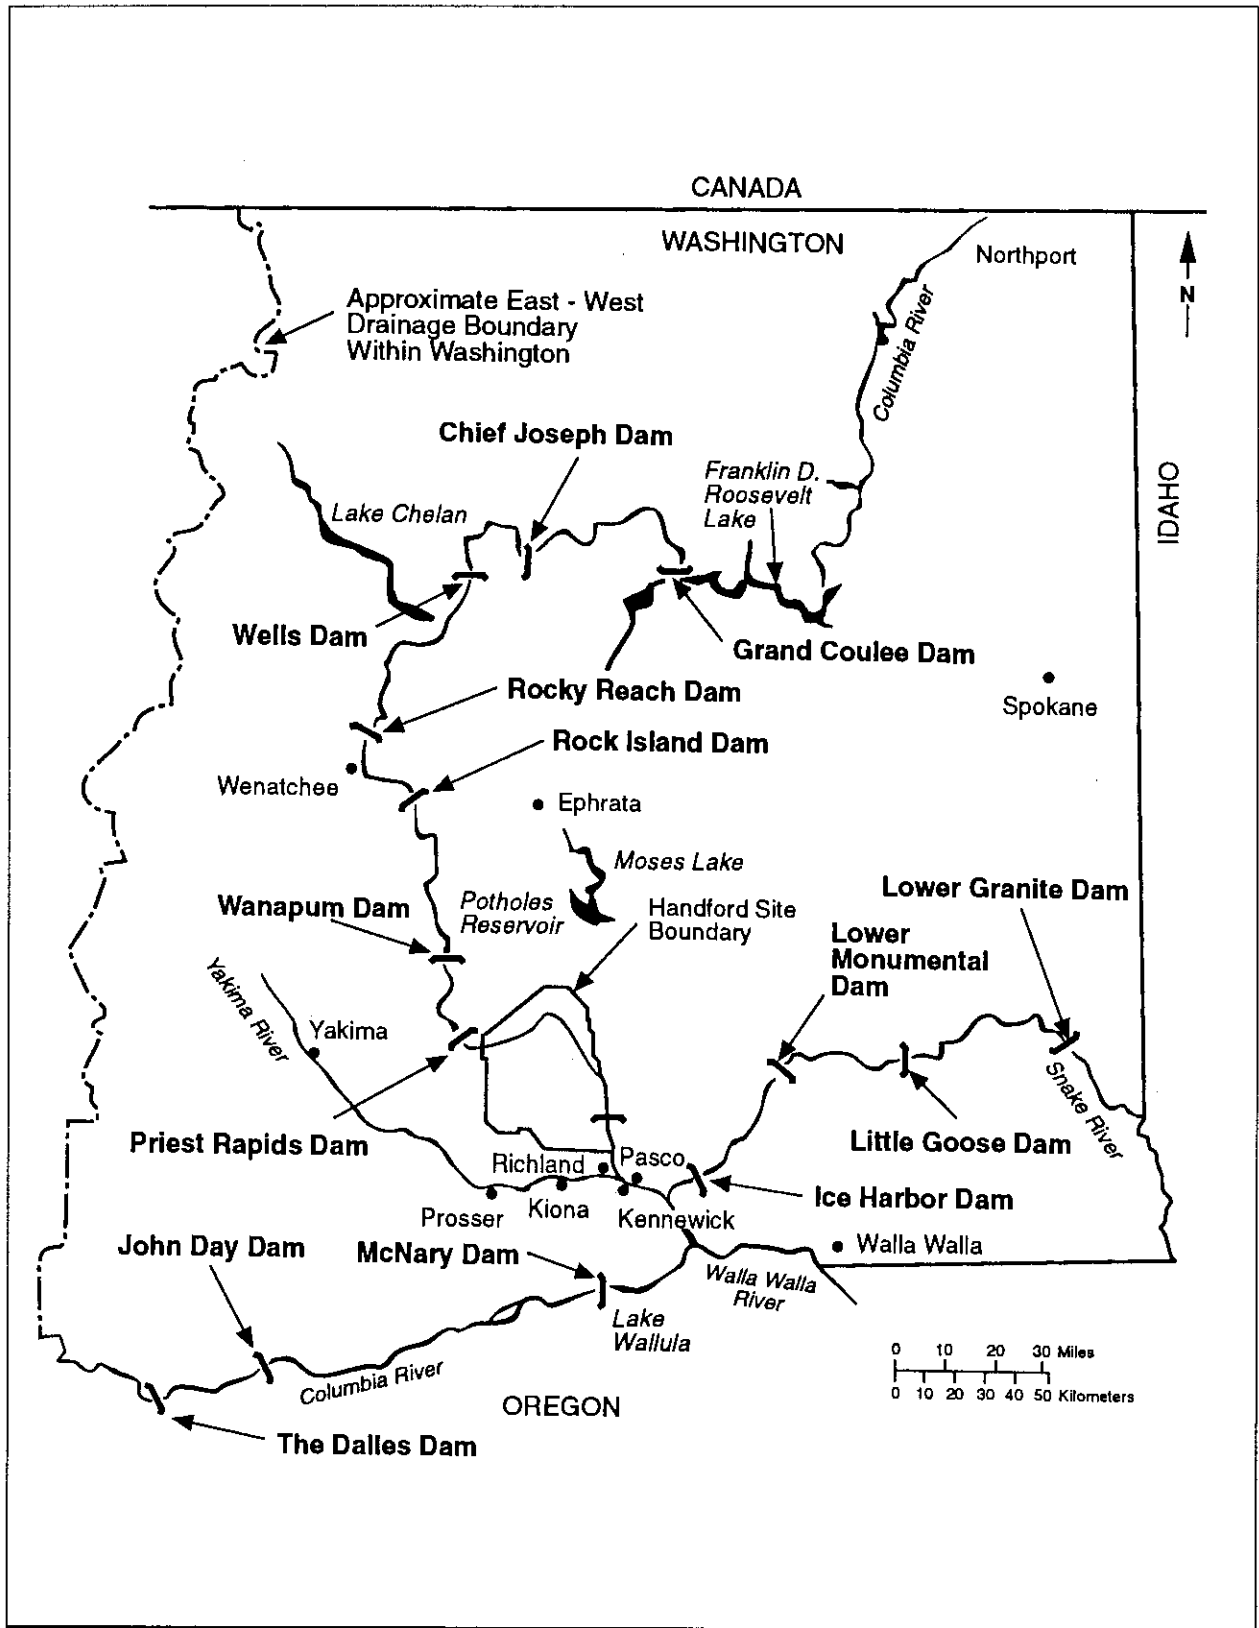 CANADA
WASHINGTON
Northport
N
Approximate East - West
Drainage Boundary
Within Washington
Columbia River
Chief Joseph Dam
Franklin D.
Roosevelt
Lake
IDAHO
Lake Chelan
Wells Dam
Grand Coulee Dam
Rocky Reach Dam
Spokane
Rock Island Dam
Wenatchee
Ephrata
Moses Lake
Lower Granite Dam
Wanapum Dam
Potholes
Reservoir
Handford Site
Boundary
Lower
Monumental
Dam
Yakima River
Yakima
Snake River
Priest Rapids Dam
Little Goose Dam
Richland
Pasco
Ice Harbor Dam
Prosser
Kiona
Kennewick
John Day Dam
McNary Dam
Walla Walla
Walla Walla
River
Lake
Wallula
Columbia River
0 10 20 30 Miles
0 10 20 30 40 50 Kilometers
OREGON
The Dalles Dam